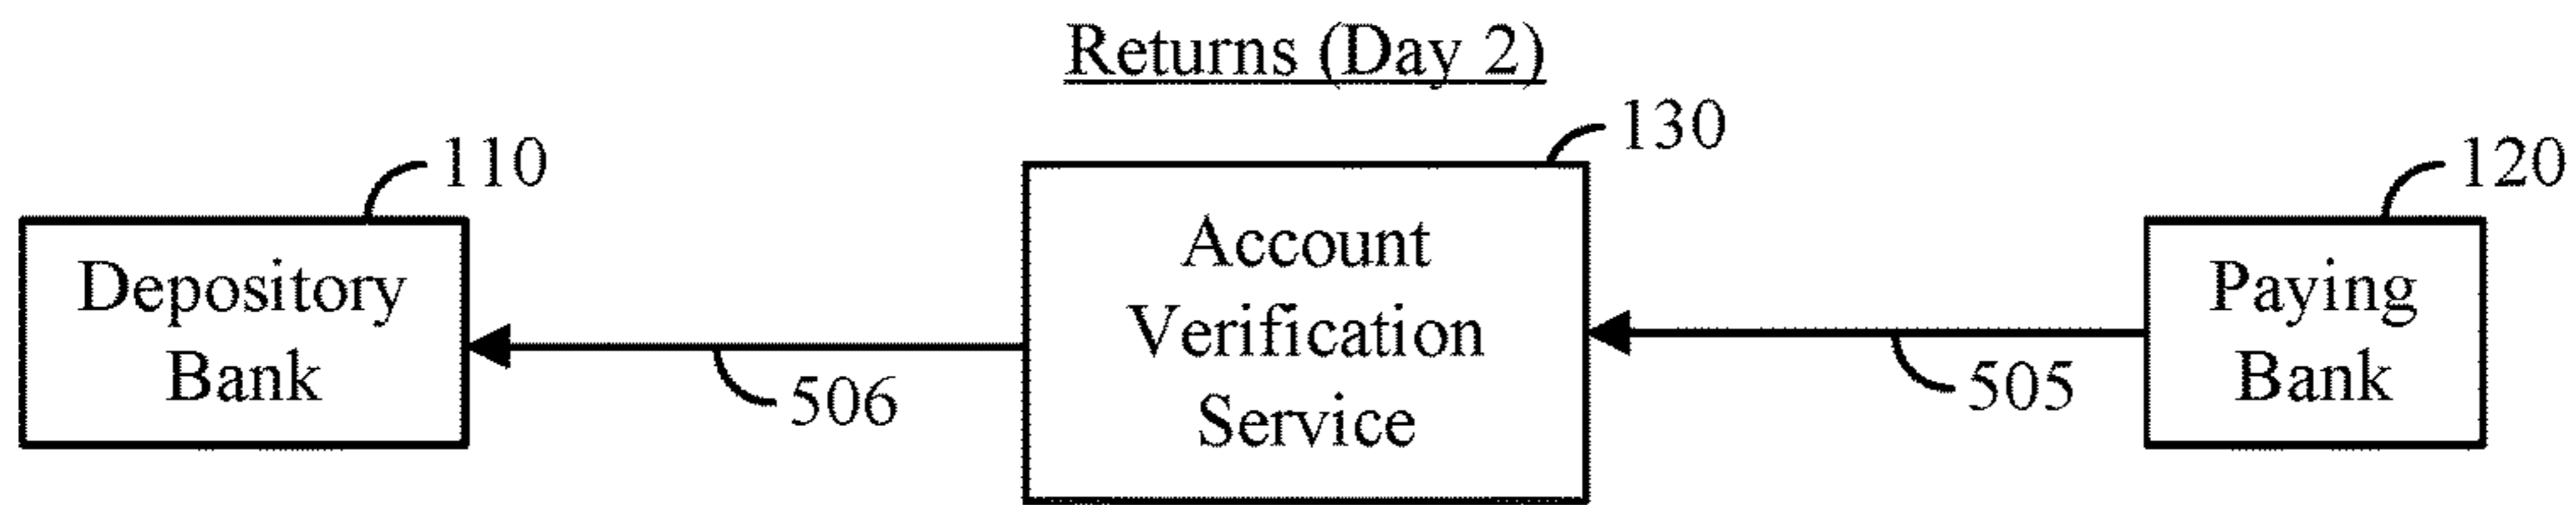 Returns (Day 2)
110
130
120
Depository
Bank
Account
Verification
Service
Paying
Bank
506
505